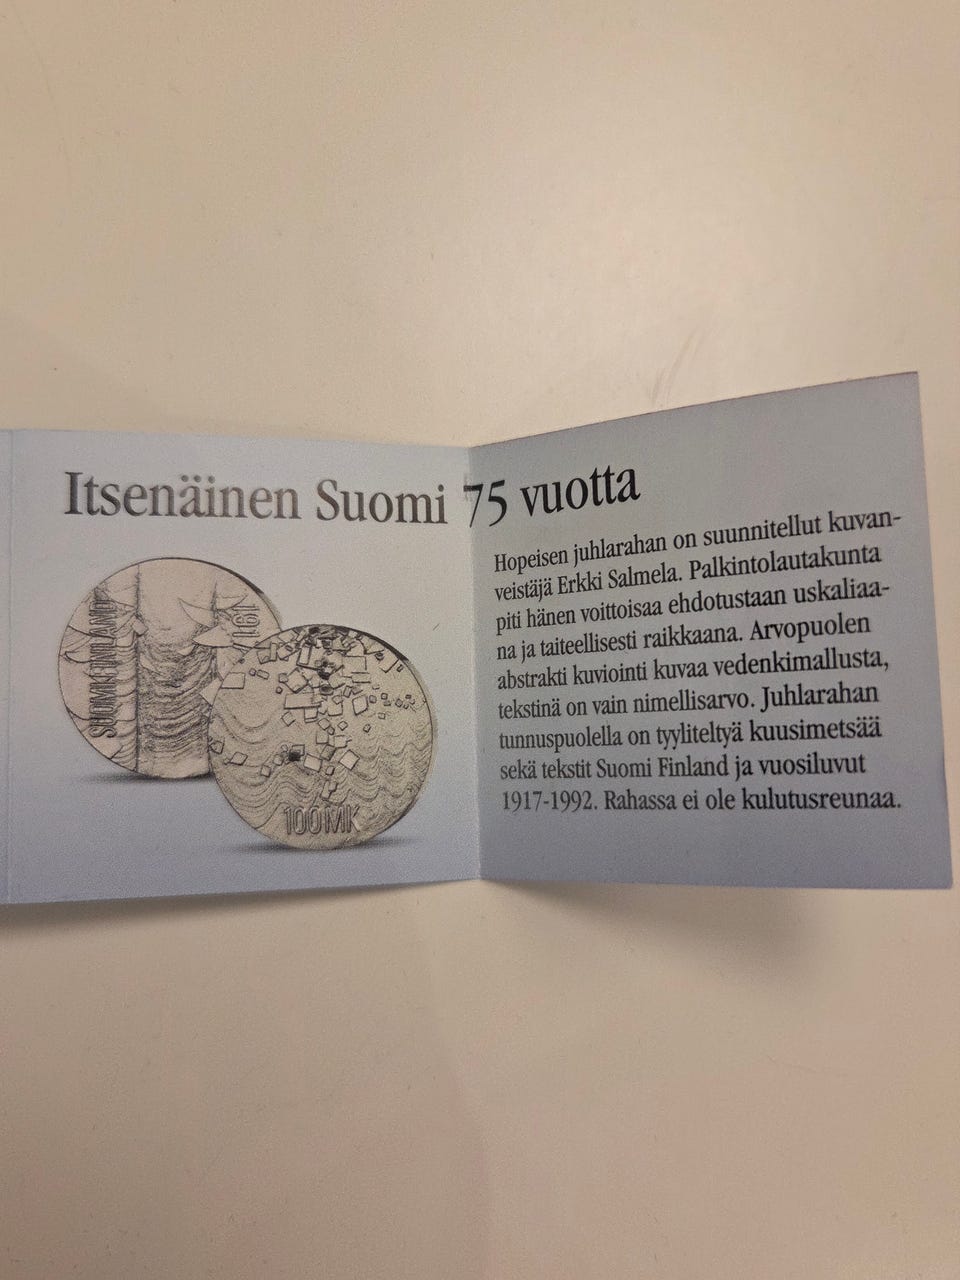 Itsenäinen Suomi 75 vuotta
SUOMI FINLAND
191
100 MK
Hopeisen juhlarahan on suunnitellut kuvan-
veistäjä Erkki Salmela. Palkintolautakunta
piti hänen voittoisaa ehdotustaan uskaliaa-
na ja taiteellisesti raikkaana. Arvopuolen
abstrakti kuviointi kuvaa vedenkimallusta,
tekstinä on vain nimellisarvo. Juhlarahan
tunnuspuolella on tyyliteltyä kuusimetsää
sekä tekstit Suomi Finland ja vuosiluvut
1917-1992. Rahassa ei ole kulutusreunaa.